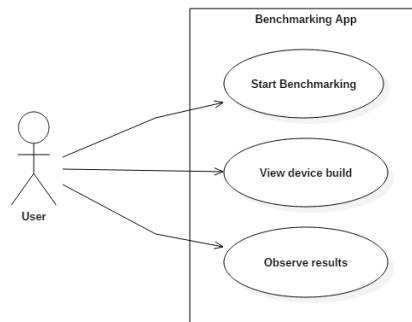 Benchmarking App
Start Benchmarking
View device build
User
Observe results